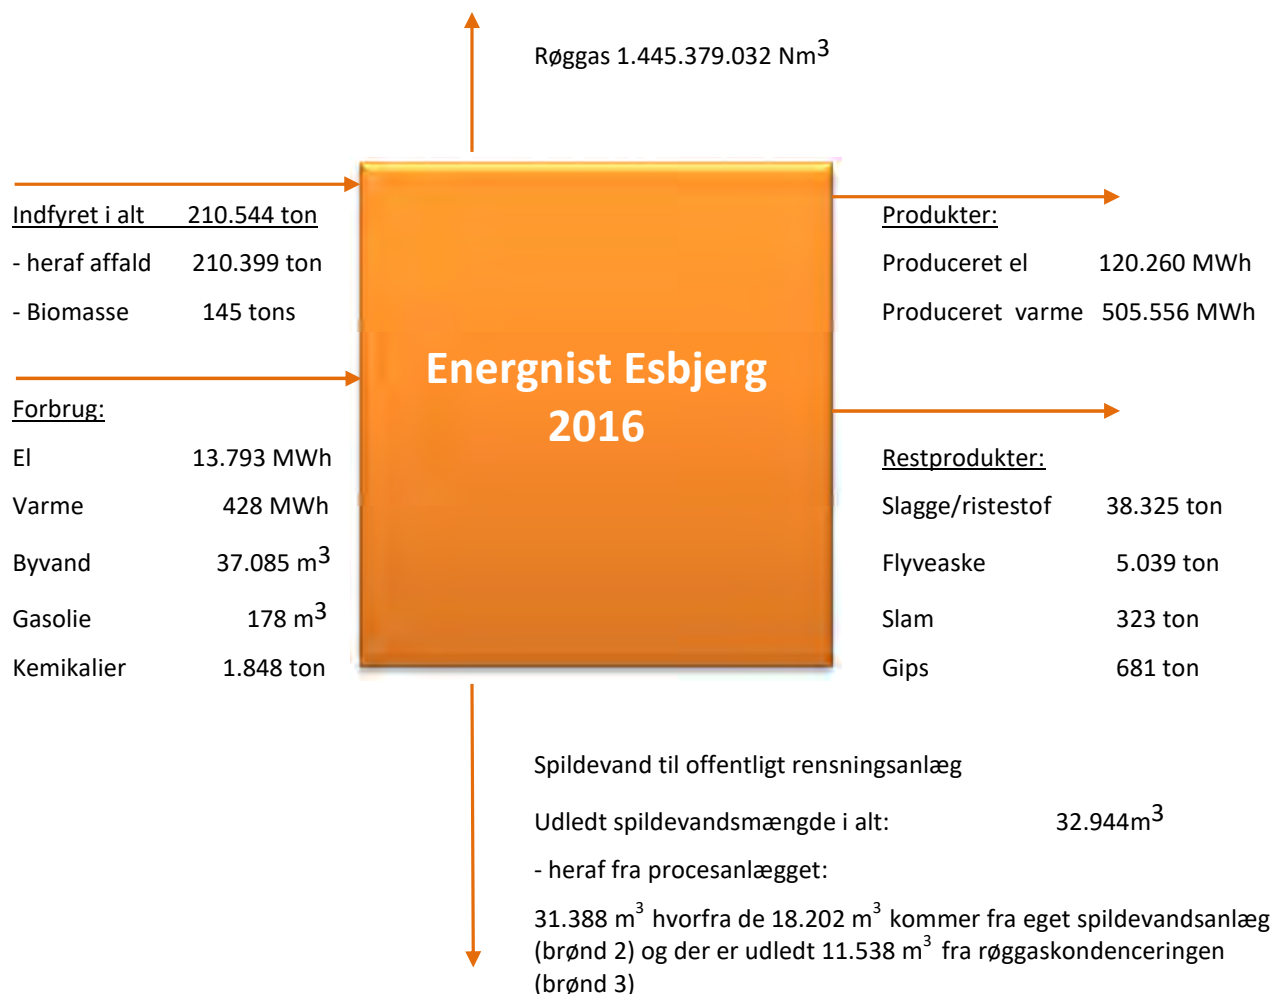 Røggas 1.445.379.032 Nm³
Indfyret i alt 210.544 ton
- heraf affald 210.399 ton
- Biomasse 145 tons
Forbrug:
El 13.793 MWh
Varme 428 MWh
Byvand 37.085 m³
Gasolie 178 m³
Kemikalier 1.848 ton
Energnist Esbjerg
2016
Produkter:
Produceret el 120.260 MWh
Produceret varme 505.556 MWh
Restprodukter:
Slagge/ristestof 38.325 ton
Flyveaske 5.039 ton
Slam 323 ton
Gips 681 ton
Spildevand til offentligt rensningsanlæg
Udledt spildevandsmængde i alt: 32.944m³
- heraf fra procesanlægget:
31.388 m³ hvorfra de 18.202 m³ kommer fra eget spildevandsanlæg
(brønd 2) og der er udledt 11.538 m³ fra røggaskondenceringen
(brønd 3)